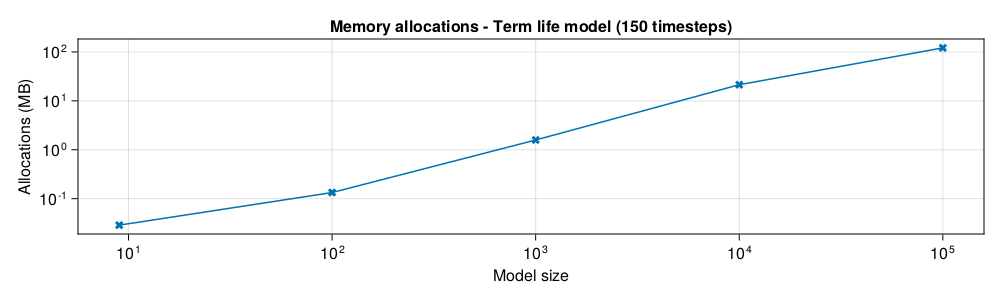 Memory allocations - Term life model (150 timesteps)
Allocations (MB)
10²
10¹
10⁰
10⁻¹
10¹ 10² 10³ 10⁴ 10⁵
Model size